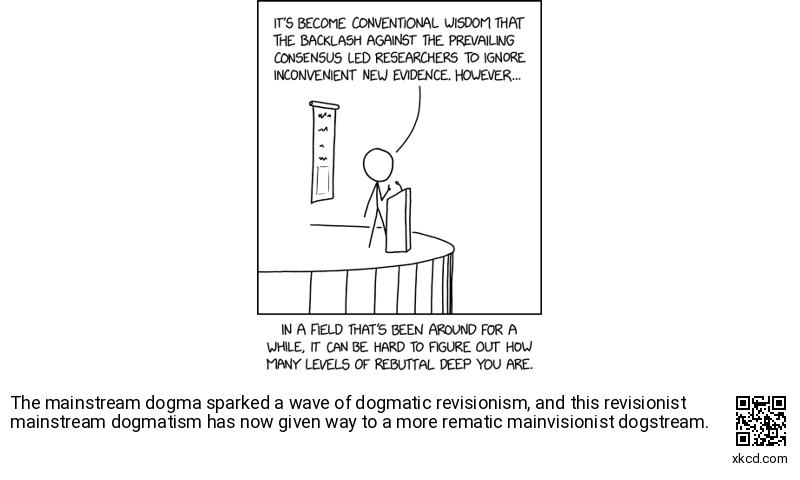 IT'S BECOME CONVENTIONAL WISDOM THAT
THE BACKLASH AGAINST THE PREVAILING
CONSENSUS LED RESEARCHERS TO IGNORE
INCONVENIENT NEW EVIDENCE. HOWEVER...
IN A FIELD THAT'S BEEN AROUND FOR A
WHILE, IT CAN BE HARD TO FIGURE OUT HOW
MANY LEVELS OF REBUTTAL DEEP YOU ARE.
The mainstream dogma sparked a wave of dogmatic revisionism, and this revisionist
mainstream dogmatism has now given way to a more rematic mainvisionist dogstream.
xkcd.com